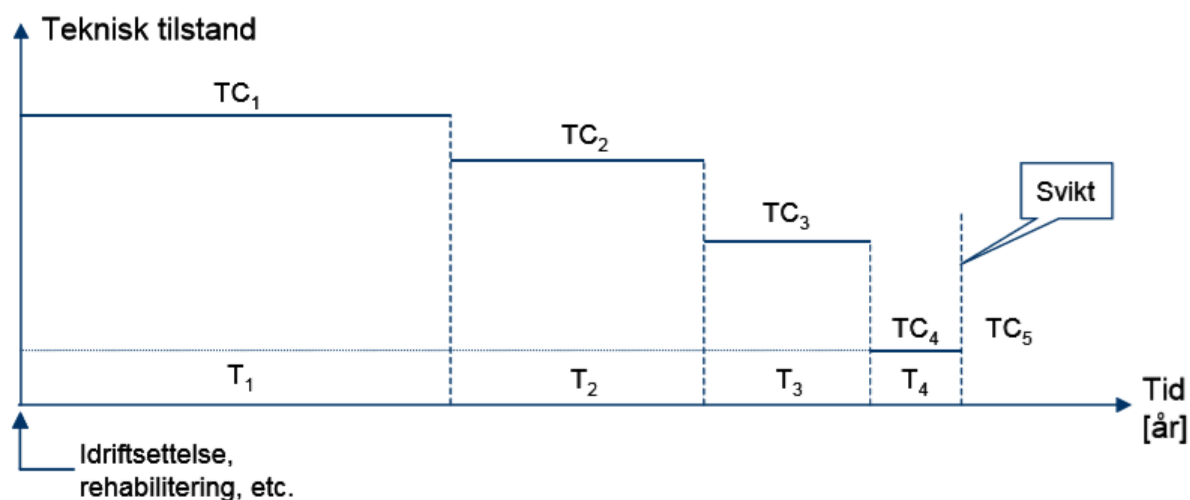 Teknisk tilstand
TC₁
TC₂
Svikt
TC₃
TC₄
TC₅
T₁
T₂
T₃
T₄
Tid
[år]
Idriftsettelse,
rehabilitering, etc.